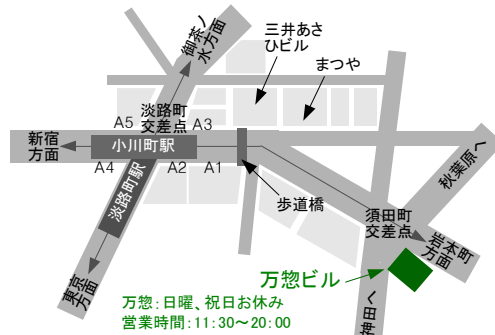 御茶ノ
水方面
三井あさ
ひビル
まつや
A5
淡路町
交差点
A3
新宿
方面
小川町駅
秋葉原へ
A4
A2
A1
淡路町駅
歩道橋
須田町
交差点
岩本町
方面
東京
方面
万惣ビル
神田へ
万惣：日曜、祝日お休み
営業時間：11：30～20：00